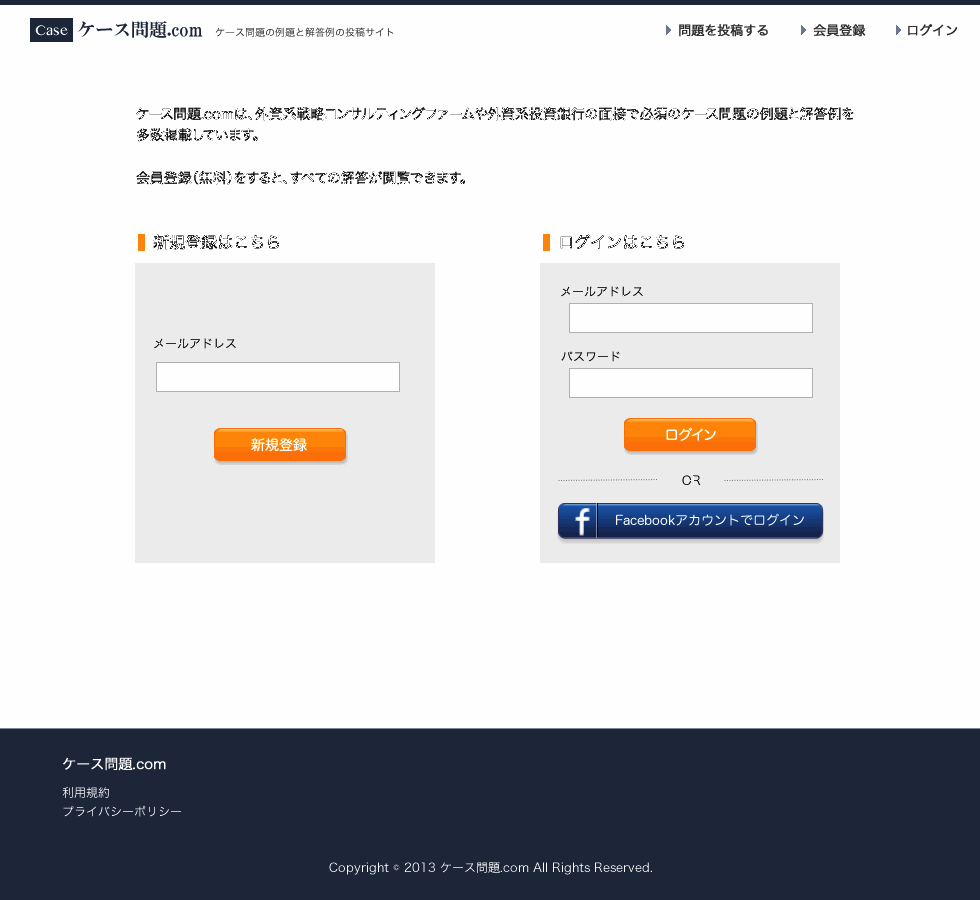 Case ケース問題.com ケース問題の例題と解答例の投稿サイト 問題を投稿する 会員登録 ログイン
ケース問題.comは、外資系戦略コンサルティングファームや外資系投資銀行の面接で必須のケース問題の例題と解答例を
多数掲載しています。
会員登録(無料)をすると、すべての解答が閲覧できます。
新規登録はこちら
メールアドレス
新規登録
ログインはこちら
メールアドレス
パスワード
ログイン
OR
f Facebookアカウントでログイン
ケース問題.com
利用規約
プライバシーポリシー
Copyright © 2013 ケース問題.com All Rights Reserved.